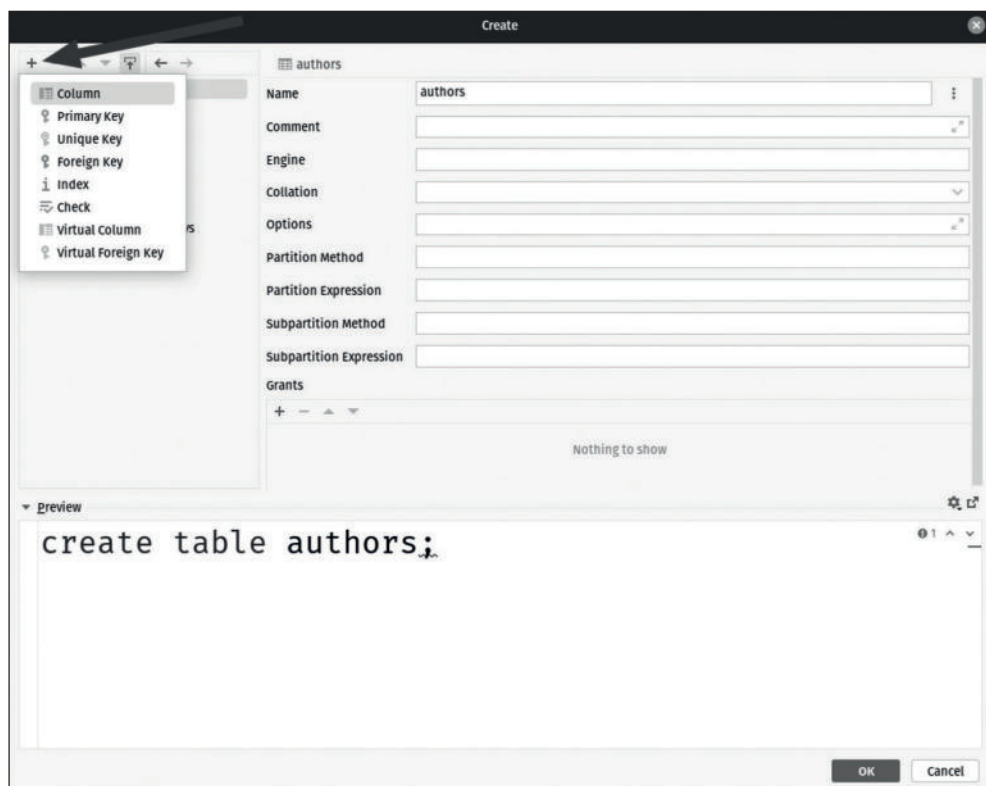 Create
authors
Column
Primary Key
Unique Key
Foreign Key
Index
Check
Virtual Column
Virtual Foreign Key
Name authors
Comment
Engine
Collation
Options
Partition Method
Partition Expression
Subpartition Method
Subpartition Expression
Grants
Nothing to show
Preview
create table authors;
1
OK Cancel